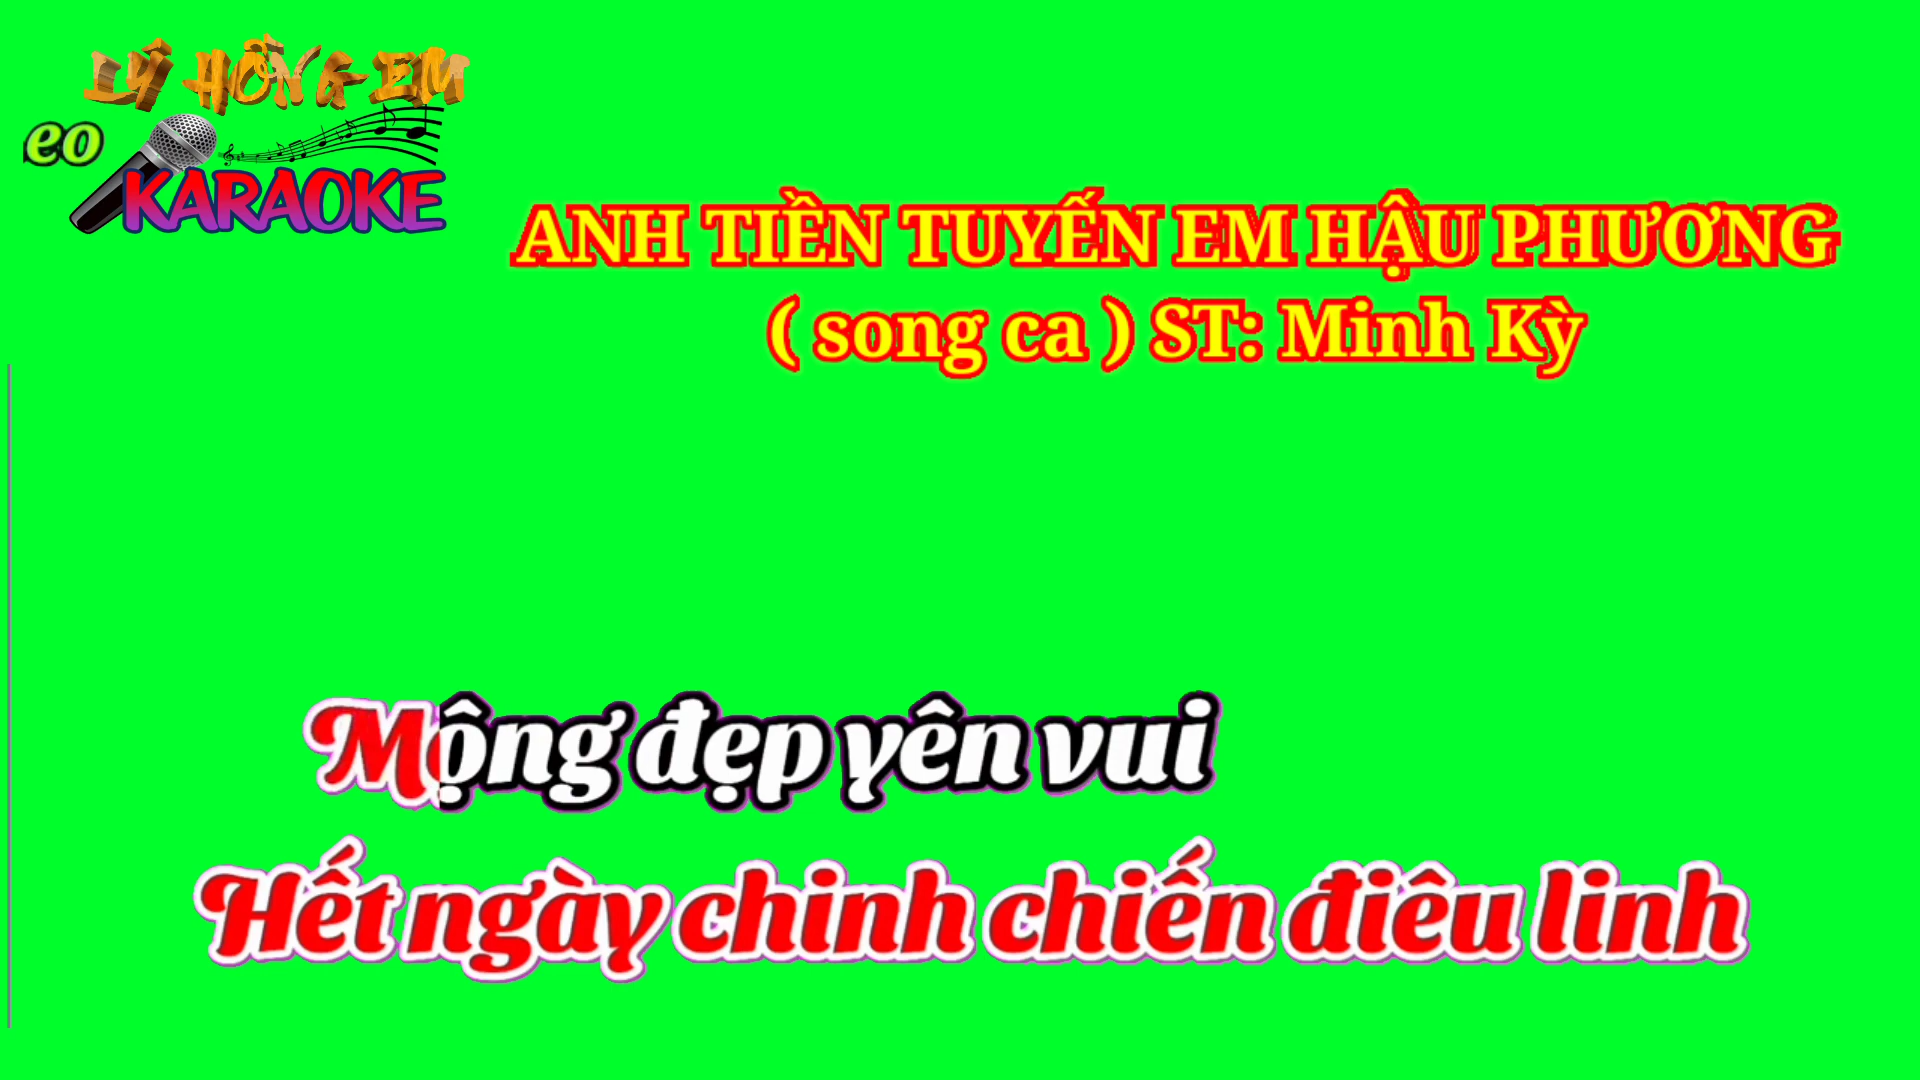 LÝ HỒNG EM
eo
KARAOKE
ANH TIỀN TUYẾN EM HẬU PHƯƠNG
( song ca ) ST: Minh Kỳ
Mộng đẹp yên vui
Hết ngày chinh chiến điêu linh